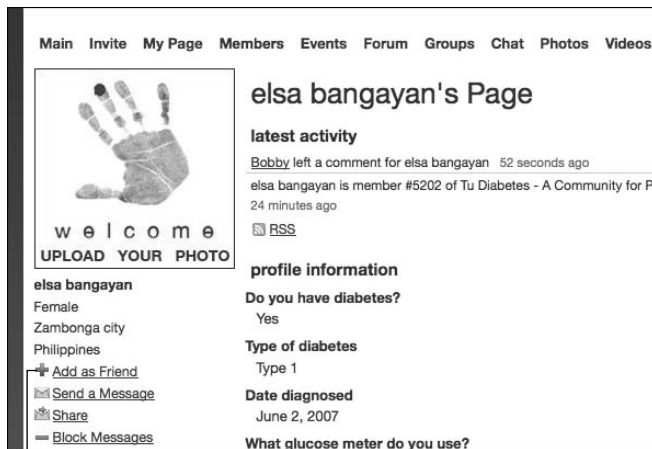 Main Invite My Page Members Events Forum Groups Chat Photos Videos
welcome
UPLOAD YOUR PHOTO
elsa bangayan
Female
Zambonga city
Philippines
Add as Friend
Send a Message
Share
Block Messages
elsa bangayan's Page
latest activity
Bobby left a comment for elsa bangayan 52 seconds ago
elsa bangayan is member #5202 of Tu Diabetes - A Community for P
24 minutes ago
RSS
profile information
Do you have diabetes?
Yes
Type of diabetes
Type 1
Date diagnosed
June 2, 2007
What glucose meter do you use?